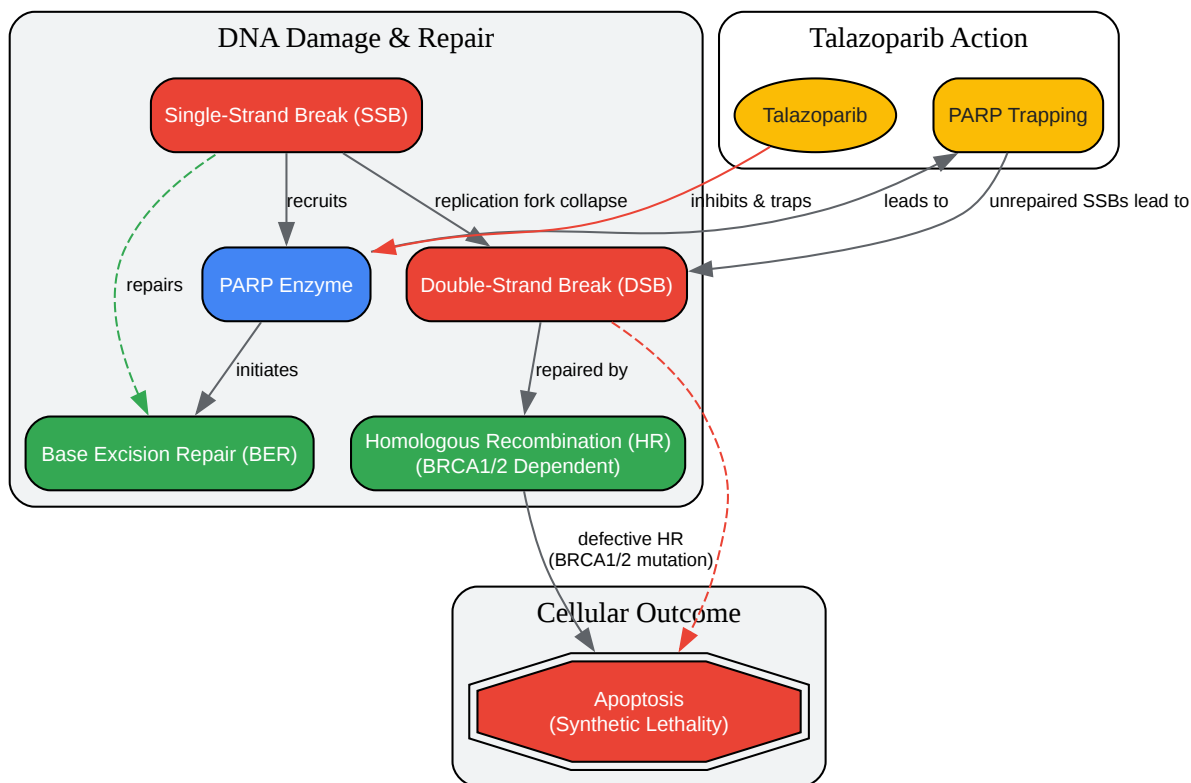 DNA Damage & Repair
Talazoparib Action
Single-Strand Break (SSB)
Talazoparib
PARP Trapping
recruits
replication fork collapse
inhibits & traps
leads to
unrepaired SSBs lead to
repairs
PARP Enzyme
Double-Strand Break (DSB)
initiates
repaired by
Base Excision Repair (BER)
Homologous Recombination (HR)
(BRCA1/2 Dependent)
defective HR
(BRCA1/2 mutation)
Cellular Outcome
Apoptosis
(Synthetic Lethality)